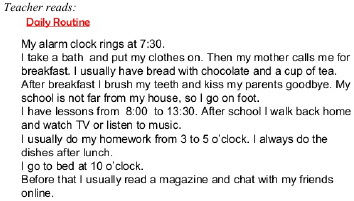 Teacher reads:
Daily Routine
My alarm clock rings at 7:30.
I take a bath and put my clothes on. Then my mother calls me for
breakfast. I usually have bread with chocolate and a cup of tea.
After breakfast I brush my teeth and kiss my parents goodbye. My
school is not far from my house, so I go on foot.
I have lessons from 8:00 to 13:30. After school I walk back home
and watch TV or listen to music.
I usually do my homework from 3 to 5 o'clock. I always do the
dishes after lunch.
I go to bed at 10 o'clock.
Before that I usually read a magazine and chat with my friends
online.